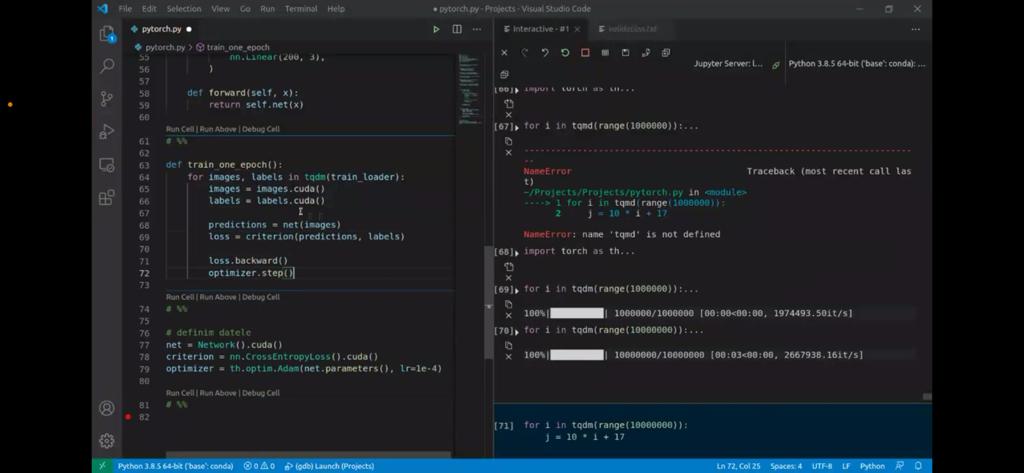 File Edit Selection View Go Run Terminal Help
● pytorch.py - Projects - Visual Studio Code
pytorch.py ●
pytorch.py > train_one_epoch
55 nn.Linear(200, 3),
56 )
57
58 def forward(self, x):
59 return self.net(x)
60
Run Cell | Run Above | Debug Cell
61 # %%
62
63 def train_one_epoch():
64 for images, labels in tqdm(train_loader):
65 images = images.cuda()
66 labels = labels.cuda()
67
68 predictions = net(images)
69 loss = criterion(predictions, labels)
70
71 loss.backward()
72 optimizer.step()
73
Run Cell | Run Above | Debug Cell
74 # %%
75
76 # definim datele
77 net = Network().cuda()
78 criterion = nn.CrossEntropyLoss().cuda()
79 optimizer = th.optim.Adam(net.parameters(), lr=1e-4)
80
Run Cell | Run Above | Debug Cell
81 # %%
82
Interactive - #1
Jupyter Server: l...
Python 3.8.5 64-bit ('base': conda): ...
[66] import torch as th...
[67] for i in tqmd(range(1000000)):...
---------------------------------------------------------------------------
NameError Traceback (most recent call las
t)
~/Projects/Projects/pytorch.py in <module>
----> 1 for i in tqmd(range(1000000)):
2 j = 10 * i + 17
NameError: name 'tqmd' is not defined
[68] import torch as th...
[69] for i in tqdm(range(1000000)):...
100%| | 1000000/1000000 [00:00<00:00, 1974493.50it/s]
[70] for i in tqdm(range(10000000)):...
100%| | 10000000/10000000 [00:03<00:00, 2667938.16it/s]
[71] for i in tqdm(range(10000000)):
j = 10 * i + 17
Python 3.8.5 64-bit ('base': conda) 0 0 (gdb) Launch (Projects) Ln 72, Col 25 Spaces: 4 UTF-8 LF Python